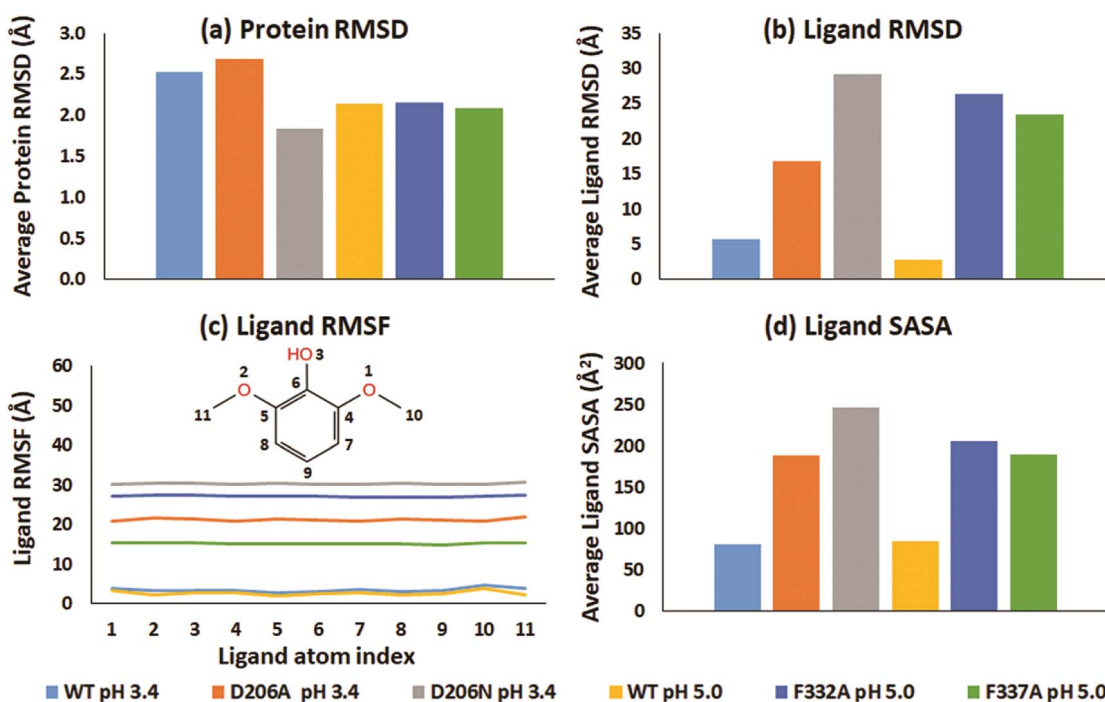 (a) Protein RMSD
Average Protein RMSD (Å)
3.0
2.5
2.0
1.5
1.0
0.5
0.0
(b) Ligand RMSD
Average Ligand RMSD (Å)
35
30
25
20
15
10
5
0
(c) Ligand RMSF
Ligand RMSF (Å)
60
50
40
30
20
10
0
HO 3
2 1
O 6 O
11 5 4 10
8 7
9
1 2 3 4 5 6 7 8 9 10 11
Ligand atom index
(d) Ligand SASA
Average Ligand SASA (Å²)
300
250
200
150
100
50
0
WT pH 3.4 D206A pH 3.4 D206N pH 3.4 WT pH 5.0 F332A pH 5.0 F337A pH 5.0